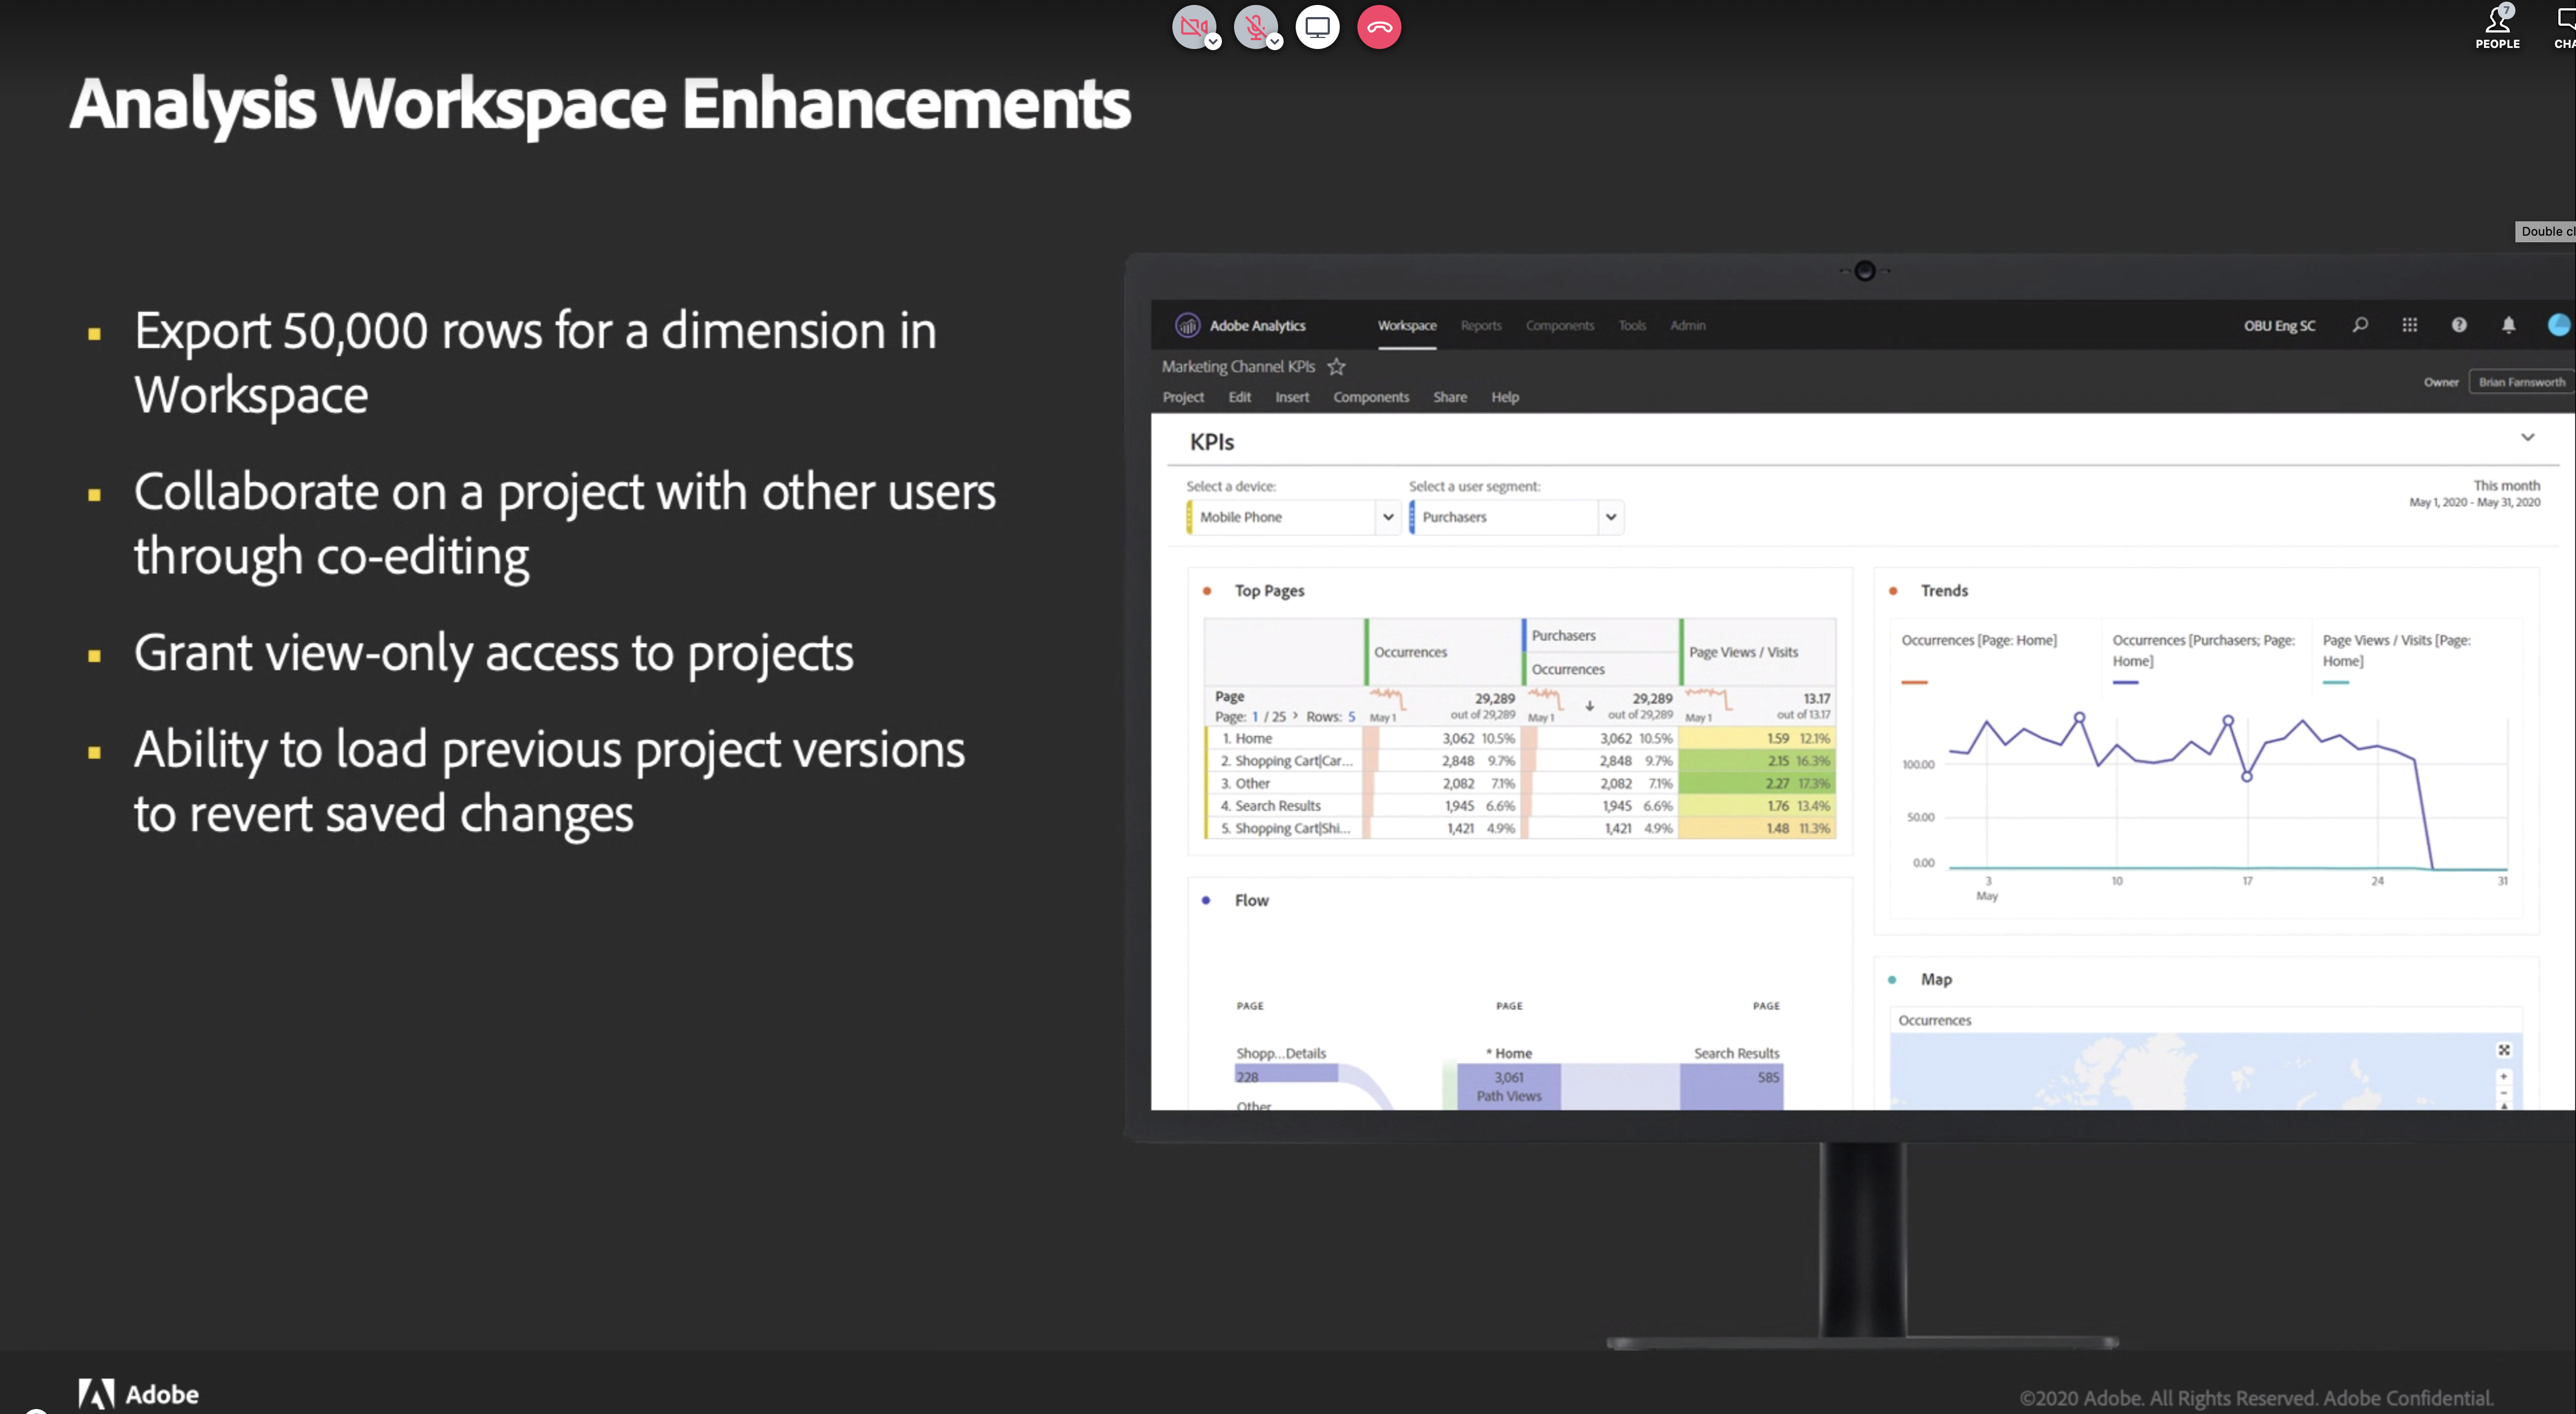 7
PEOPLE
Analysis Workspace Enhancements
Double
Export 50,000 rows for a dimension in
Workspace
Collaborate on a project with other users
through co-editing
Grant view-only access to projects
Ability to load previous project versions
to revert saved changes
Adobe Analytics Workspace Reports Components Tools Admin OBU Eng SC
Marketing Channel KPIs
Owner Brian Farnsworth
Project Edit Insert Components Share Help
KPIs
Select a device: Select a user segment:
Mobile Phone Purchasers
This month
May 1, 2020 - May 31, 2020
Top Pages
Purchasers
Occurrences Page Views / Visits
Occurrences
Page 29,289 29,289 13.17
Page: 1 / 25 > Rows: 5 May 1 out of 29,289 May 1 out of 29,289 May 1 out of 13.17
1. Home 3,062 10.5% 3,062 10.5% 1.59 12.1%
2. Shopping Cart|Car... 2,848 9.7% 2,848 9.7% 2.15 16.3%
3. Other 2,082 7.1% 2,082 7.1% 2.27 17.3%
4. Search Results 1,945 6.6% 1,945 6.6% 1.76 13.4%
5. Shopping Cart|Shi... 1,421 4.9% 1,421 4.9% 1.48 11.3%
Trends
Occurrences [Page: Home] Occurrences [Purchasers; Page: Page Views / Visits [Page:
Home] Home]
100.00
50.00
0.00
3 10 17 24 31
May
Flow
PAGE PAGE PAGE
Shopp...Details * Home Search Results
228 3,061 585
Path Views
Other
Map
Occurrences
Adobe
©2020 Adobe. All Rights Reserved. Adobe Confidential.